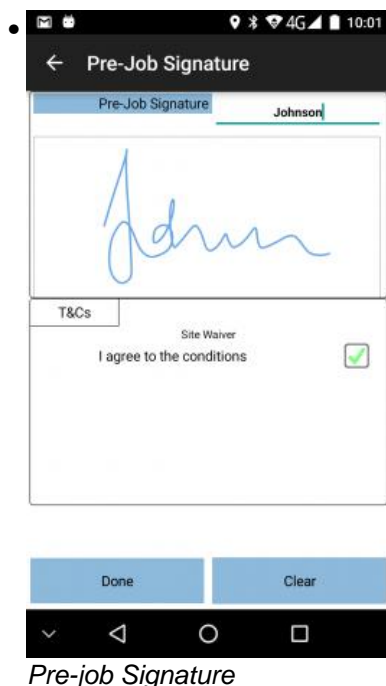 4G 10:01
Pre-Job Signature
Pre-Job Signature Johnson
T&Cs
Site Waiver
I agree to the conditions
Done Clear
Pre-job Signature